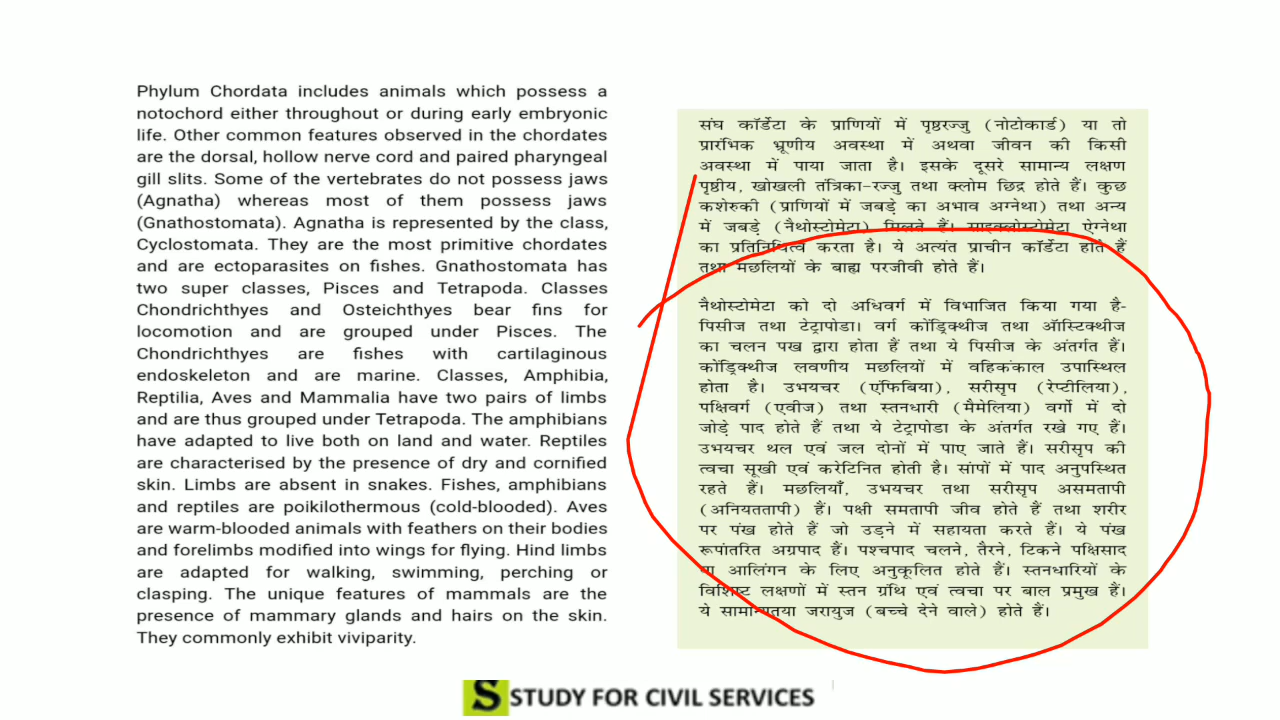 Phylum Chordata includes animals which possess a
notochord either throughout or during early embryonic
life. Other common features observed in the chordates
are the dorsal, hollow nerve cord and paired pharyngeal
gill slits. Some of the vertebrates do not possess jaws
(Agnatha) whereas most of them possess jaws
(Gnathostomata). Agnatha is represented by the class,
Cyclostomata. They are the most primitive chordates
and are ectoparasites on fishes. Gnathostomata has
two super classes, Pisces and Tetrapoda. Classes
Chondrichthyes and Osteichthyes bear fins for
locomotion and are grouped under Pisces. The
Chondrichthyes are fishes with cartilaginous
endoskeleton and are marine. Classes, Amphibia,
Reptilia, Aves and Mammalia have two pairs of limbs
and are thus grouped under Tetrapoda. The amphibians
have adapted to live both on land and water. Reptiles
are characterised by the presence of dry and cornified
skin. Limbs are absent in snakes. Fishes, amphibians
and reptiles are poikilothermous (cold-blooded). Aves
are warm-blooded animals with feathers on their bodies
and forelimbs modified into wings for flying. Hind limbs
are adapted for walking, swimming, perching or
clasping. The unique features of mammals are the
presence of mammary glands and hairs on the skin.
They commonly exhibit viviparity.
संघ कॉर्डेटा के प्राणियों में पृष्ठरज्जु (नोटोकार्ड) या तो
प्रारंभिक भ्रूणीय अवस्था में अथवा जीवन की किसी
अवस्था में पाया जाता है। इसके दूसरे सामान्य लक्षण
पृष्ठीय, खोखली तंत्रिका-रज्जु तथा क्लोम छिद्र होते हैं। कुछ
कशेरुकी (प्राणियों में जबड़े का अभाव अग्नेथा) तथा अन्य
में जबड़े (नैथोस्टोमेटा) मिलते हैं। साइक्लोस्टोमेटा ऐग्नेथा
का प्रतिनिधित्व करता है। ये अत्यंत प्राचीन कॉर्डेटा होते हैं
तथा मछलियों के बाह्य परजीवी होते हैं।
नैथोस्टोमेटा को दो अधिवर्ग में विभाजित किया गया है-
पिसीज तथा टेट्रापोडा। वर्ग कोंड्रिक्थीज तथा ऑस्टिक्थीज
का चलन पख द्वारा होता हैं तथा ये पिसीज के अंतर्गत हैं।
कोंड्रिक्थीज लवणीय मछलियों में वहिकंकाल उपास्थिल
होता है। उभयचर (एंफिबिया), सरीसृप (रेप्टीलिया),
पक्षिवर्ग (एवीज) तथा स्तनधारी (मैमेलिया) वर्गो में दो
जोड़े पाद होते हैं तथा ये टेट्रापोडा के अंतर्गत रखे गए हैं।
उभयचर थल एवं जल दोनों में पाए जाते हैं। सरीसृप की
त्वचा सूखी एवं करेटिनित होती है। सांपों में पाद अनुपस्थित
रहते हैं। मछलियाँ, उभयचर तथा सरीसृप असमतापी
(अनियततापी) हैं। पक्षी समतापी जीव होते हैं तथा शरीर
पर पंख होते हैं जो उड़ने में सहायता करते हैं। ये पंख
रूपांतरित अग्रपाद हैं। पश्चपाद चलने, तैरने, टिकने पक्षिसाद
या आलिंगन के लिए अनुकूलित होते हैं। स्तनधारियों के
विशिष्ट लक्षणों में स्तन ग्रंथि एवं त्वचा पर बाल प्रमुख हैं।
ये सामान्यतया जरायुज (बच्चे देने वाले) होते हैं।
S STUDY FOR CIVIL SERVICES